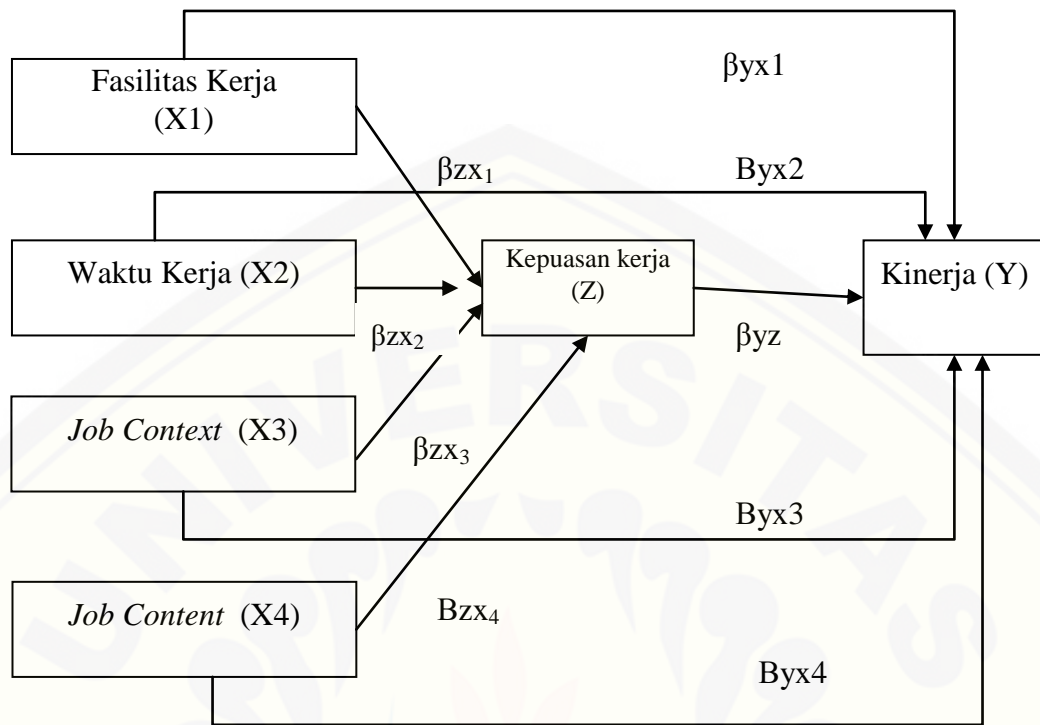 βyx1
Fasilitas Kerja
(X1)
βzx₁
Byx2
Waktu Kerja (X2)
Kepuasan kerja
(Z)
Kinerja (Y)
βzx₂
βyz
Job Context (X3)
βzx₃
Byx3
Job Content (X4)
Bzx₄
Byx4
UNIVERSITAS